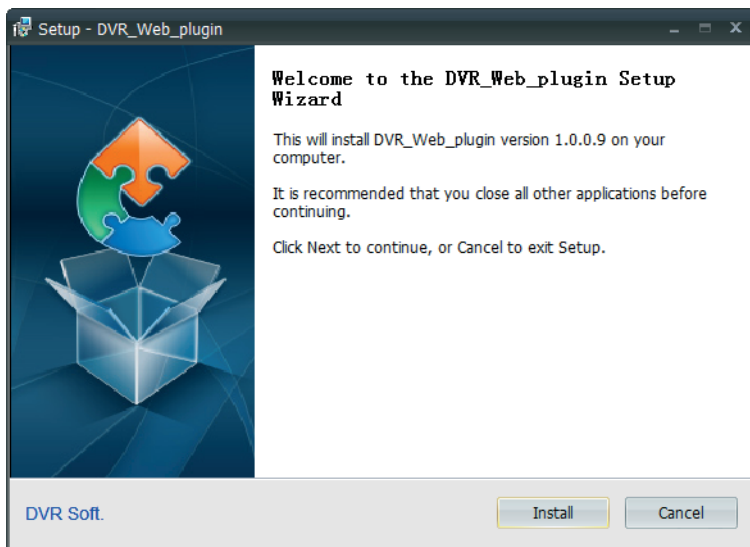 Setup - DVR_Web_plugin
Welcome to the DVR_Web_plugin Setup
Wizard
This will install DVR_Web_plugin version 1.0.0.9 on your
computer.
It is recommended that you close all other applications before
continuing.
Click Next to continue, or Cancel to exit Setup.
DVR Soft.
Install
Cancel